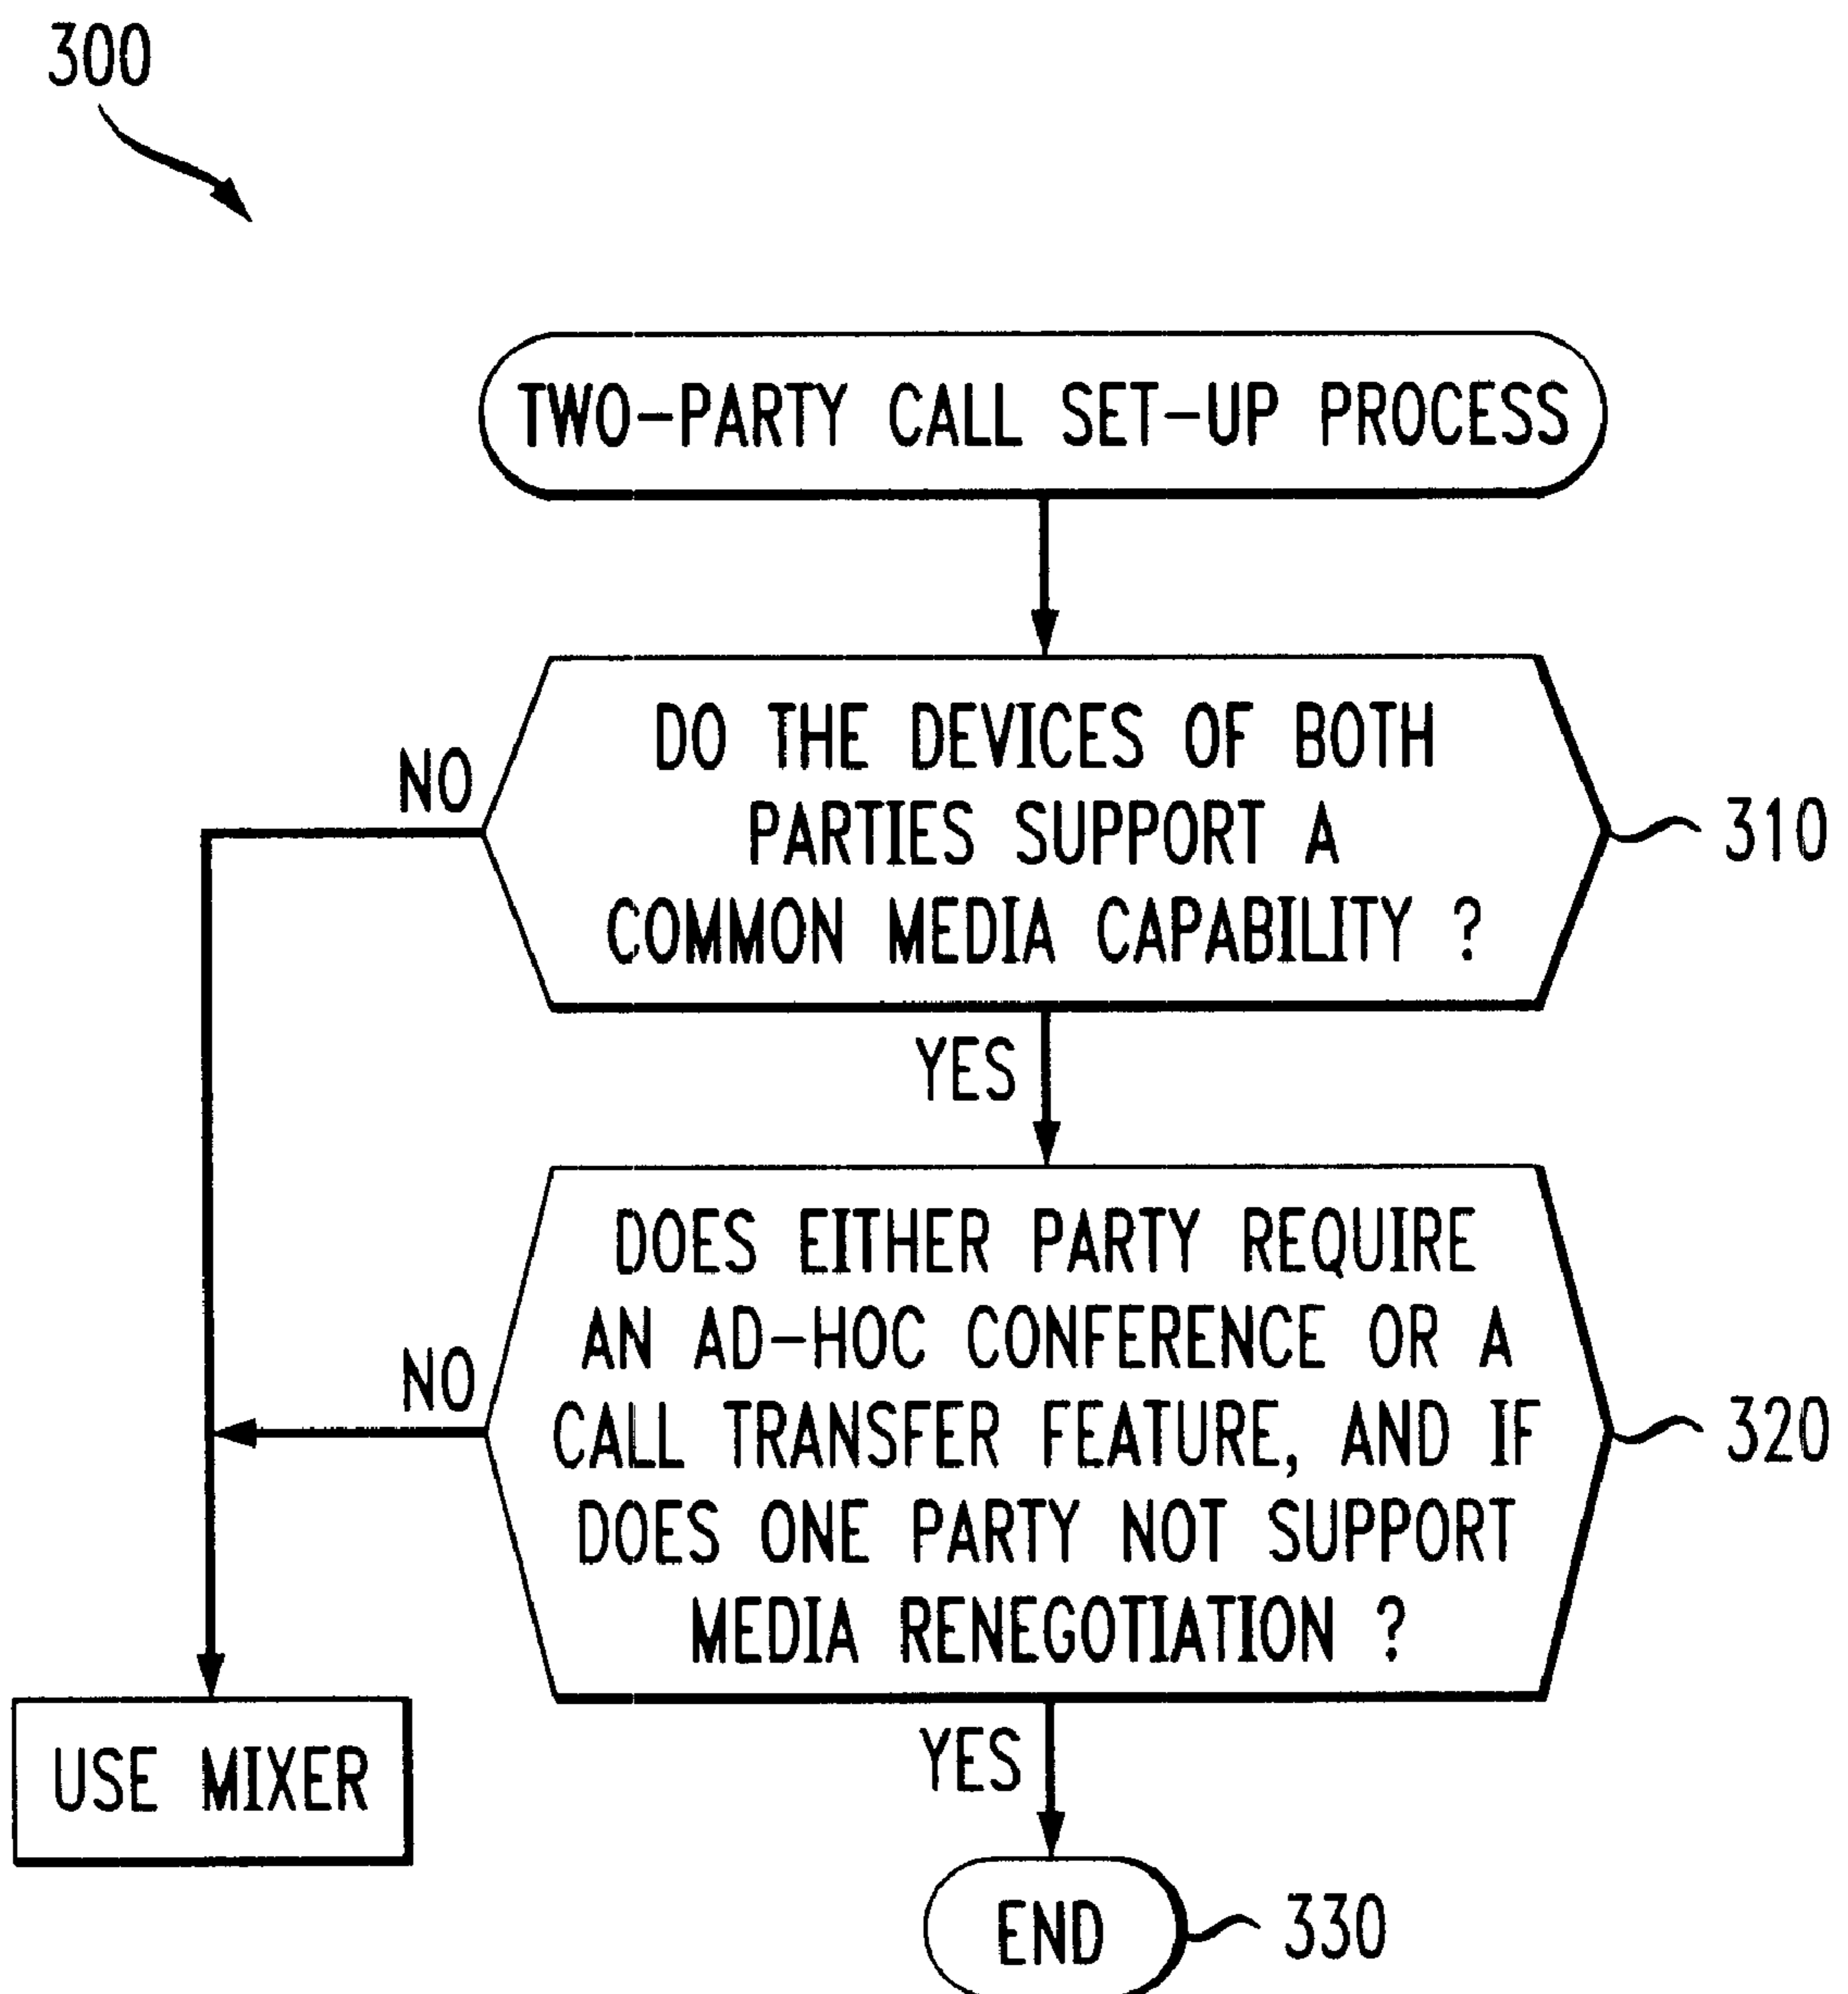 300
TWO-PARTY CALL SET-UP PROCESS
DO THE DEVICES OF BOTH
PARTIES SUPPORT A
COMMON MEDIA CAPABILITY ?
NO
310
YES
DOES EITHER PARTY REQUIRE
AN AD-HOC CONFERENCE OR A
CALL TRANSFER FEATURE, AND IF
DOES ONE PARTY NOT SUPPORT
MEDIA RENEGOTIATION ?
NO
320
USE MIXER
YES
END
330